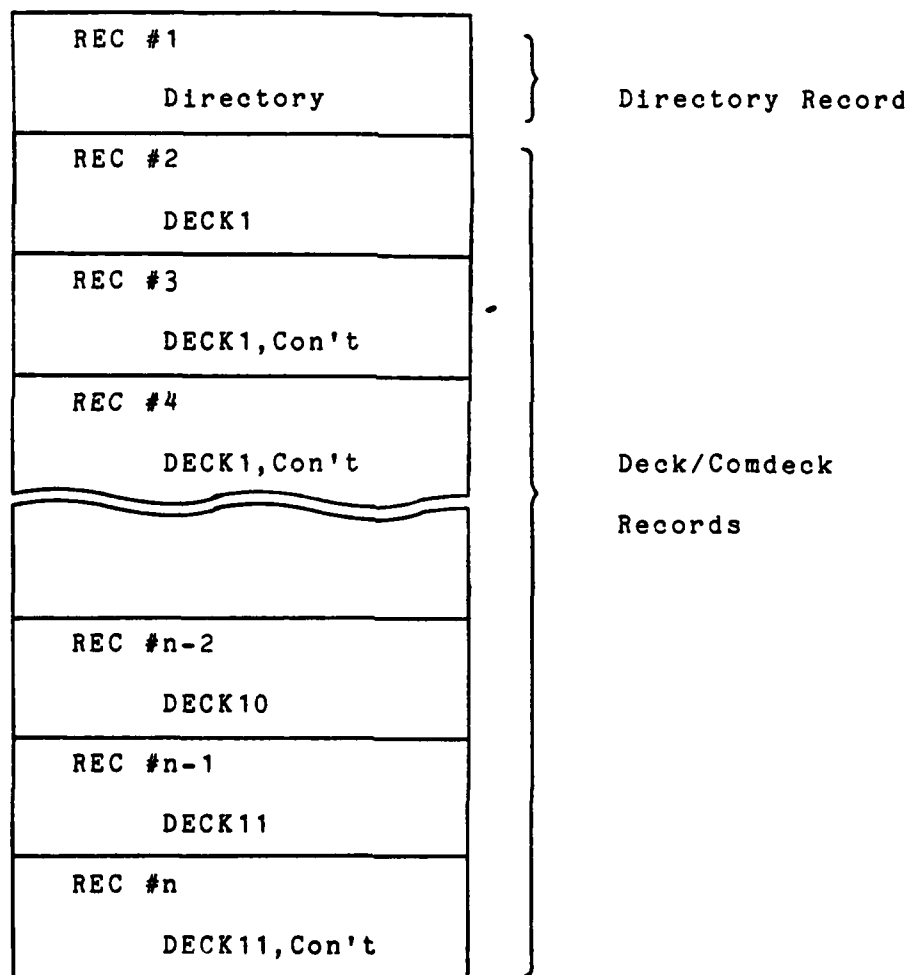 REC #1
Directory
Directory Record
REC #2
DECK1
REC #3
DECK1,Con't
REC #4
DECK1,Con't
Deck/Comdeck
Records
REC #n-2
DECK10
REC #n-1
DECK11
REC #n
DECK11,Con't